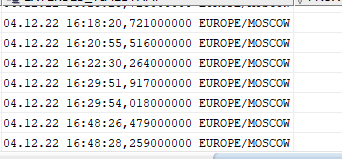 04.12.22 16:18:20,721000000 EUROPE/MOSCOW
04.12.22 16:20:55,516000000 EUROPE/MOSCOW
04.12.22 16:22:30,264000000 EUROPE/MOSCOW
04.12.22 16:29:51,917000000 EUROPE/MOSCOW
04.12.22 16:29:54,018000000 EUROPE/MOSCOW
04.12.22 16:48:26,479000000 EUROPE/MOSCOW
04.12.22 16:48:28,259000000 EUROPE/MOSCOW